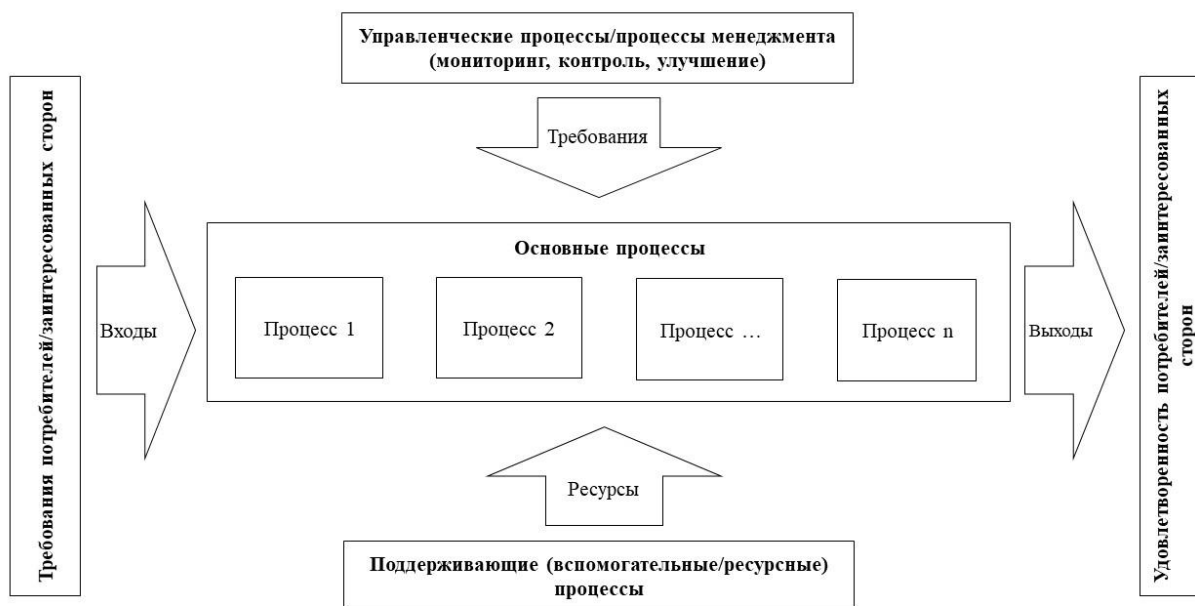 Управленческие процессы/процессы менеджмента
(мониторинг, контроль, улучшение)
Требования потребителей/заинтересованных сторон
Требования
Входы
Основные процессы
Процесс 1
Процесс 2
Процесс ...
Процесс n
Выходы
Удовлетворенность потребителей/заинтересованных
сторон
Ресурсы
Поддерживающие (вспомогательные/ресурсные)
процессы